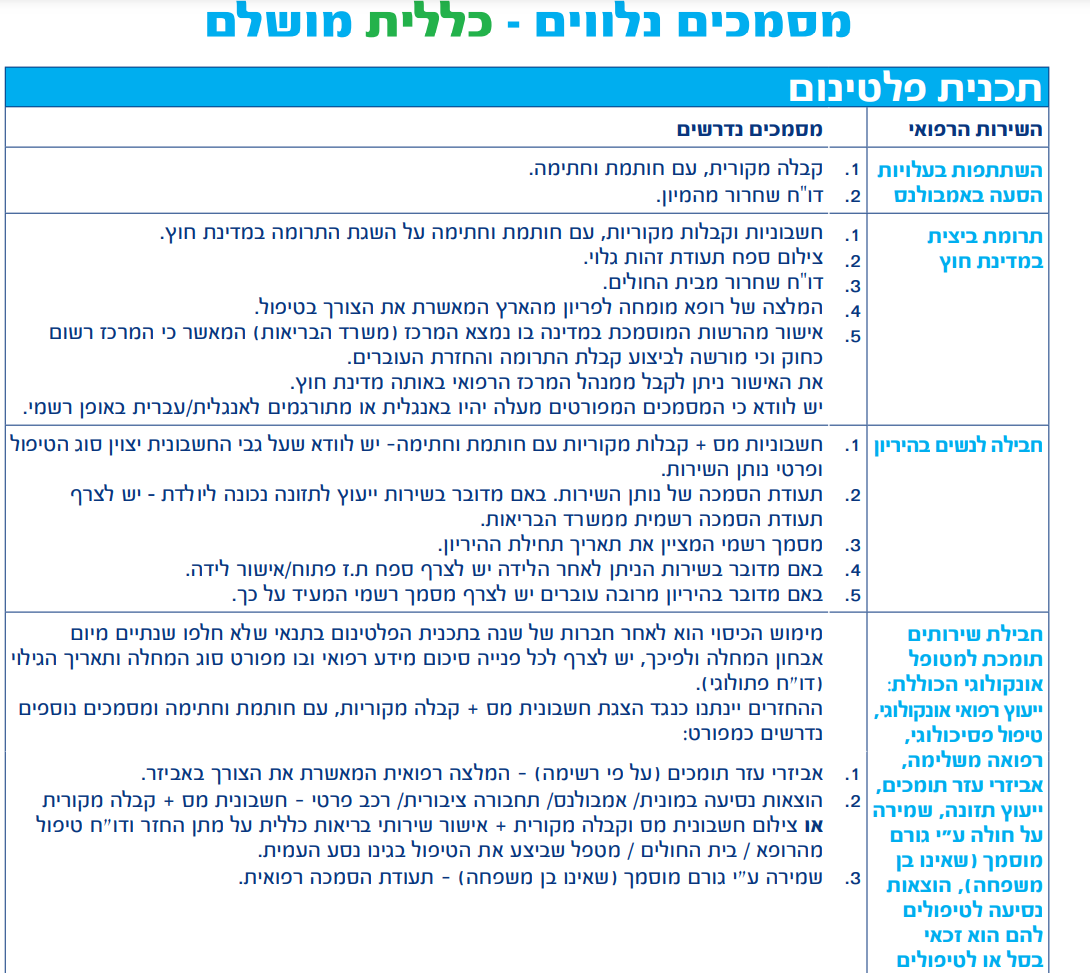 מסמכים נלווים - כללית מושלם
תכנית פלטינום
השירות הרפואי
מסמכים נדרשים
השתתפות בעלויות
הסעה באמבולנס
1. קבלה מקורית, עם חותמת וחתימה.
2. דו"ח שחרור מהמיון.
תרומת ביצית
במדינת חוץ
1. חשבוניות וקבלות מקוריות, עם חותמת וחתימה על השגת התרומה במדינת חוץ.
2. צילום ספח תעודת זהות גלוי.
3. דו"ח שחרור מבית החולים.
4. המלצה של רופא מומחה לפריון מהארץ המאשרת את הצורך בטיפול.
5. אישור מהרשות המוסמכת במדינה בו נמצא המרכז (משרד הבריאות) המאשר כי המרכז רשום
כחוק וכי מורשה לביצוע קבלת התרומה והחזרת העוברים.
את האישור ניתן לקבל ממנהל המרכז הרפואי באותה מדינת חוץ.
יש לוודא כי המסמכים המפורטים מעלה יהיו באנגלית או מתורגמים לאנגלית/עברית באופן רשמי.
חבילה לנשים בהיריון
1. חשבוניות מס + קבלות מקוריות עם חותמת וחתימה- יש לוודא שעל גבי החשבונית יצוין סוג הטיפול
ופרטי נותן השירות.
2. תעודת הסמכה של נותן השירות. באם מדובר בשירות ייעוץ לתזונה נכונה ליולדת - יש לצרף
תעודת הסמכה רשמית ממשרד הבריאות.
3. מסמך רשמי המציין את תאריך תחילת ההיריון.
4. באם מדובר בשירות הניתן לאחר הלידה יש לצרף ספח ת.ז פתוח/אישור לידה.
5. באם מדובר בהיריון מרובה עוברים יש לצרף מסמך רשמי המעיד על כך.
חבילת שירותים
תומכת למטופל
אונקולוגי הכוללת:
ייעוץ רפואי אונקולוגי,
טיפול פסיכולוגי,
רפואה משלימה,
אביזרי עזר תומכים,
ייעוץ תזונה, שמירה
על חולה ע"י גורם
מוסמך (שאינו בן
משפחה), הוצאות
נסיעה לטיפולים
להם הוא זכאי
בסל או לטיפולים
מימוש הכיסוי הוא לאחר חברות של שנה בתכנית הפלטינום בתנאי שלא חלפו שנתיים מיום
אבחון המחלה ולפיכך, יש לצרף לכל פנייה סיכום מידע רפואי ובו מפורט סוג המחלה ותאריך הגילוי
(דו"ח פתולוגי).
ההחזרים יינתנו כנגד הצגת חשבונית מס + קבלה מקוריות, עם חותמת וחתימה ומסמכים נוספים
נדרשים כמפורט:
1. אביזרי עזר תומכים (על פי רשימה) - המלצה רפואית המאשרת את הצורך באביזר.
2. הוצאות נסיעה במונית/ אמבולנס/ תחבורה ציבורית/ רכב פרטי - חשבונית מס + קבלה מקורית
או צילום חשבונית מס וקבלה מקורית + אישור שירותי בריאות כללית על מתן החזר ודו"ח טיפול
מהרופא / בית החולים / מטפל שביצע את הטיפול בגינו נסע העמית.
3. שמירה ע"י גורם מוסמך (שאינו בן משפחה) - תעודת הסמכה רפואית.